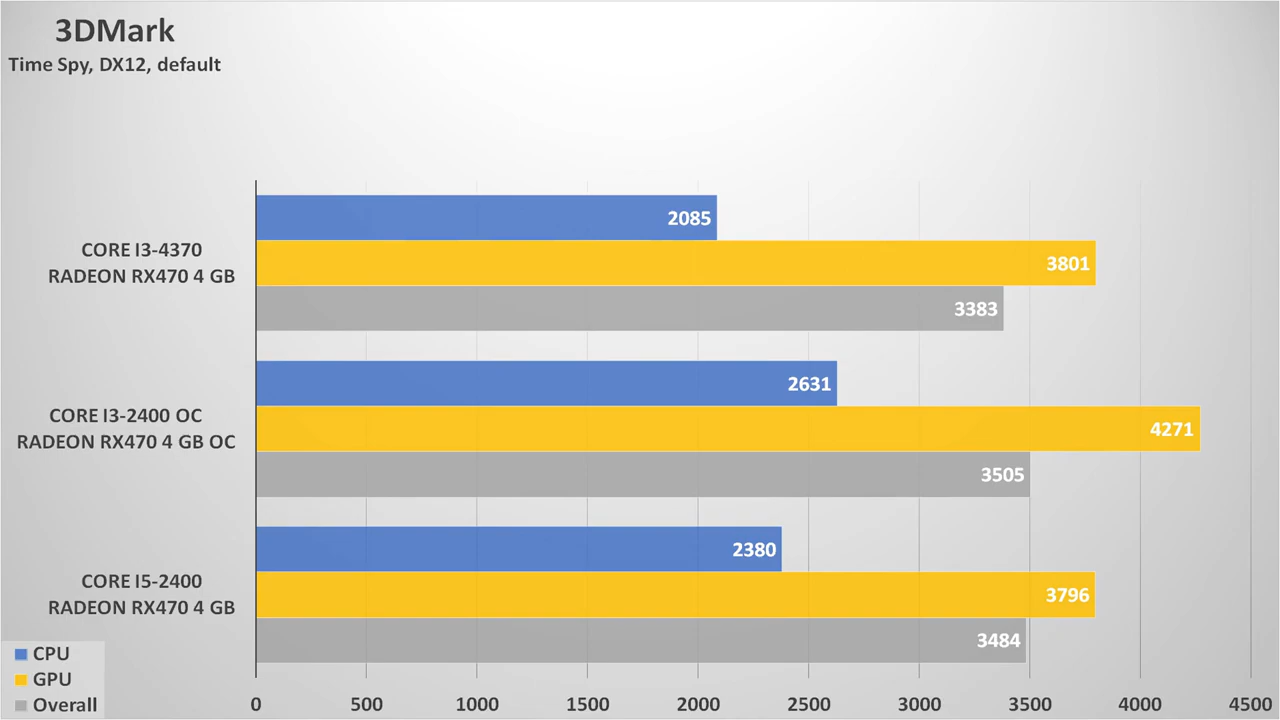 3DMark
Time Spy, DX12, default
CORE I3-4370
RADEON RX470 4 GB
2085
3801
3383
CORE I3-2400 OC
RADEON RX470 4 GB OC
2631
4271
3505
CORE I5-2400
RADEON RX470 4 GB
2380
3796
3484
CPU
GPU
Overall
0 500 1000 1500 2000 2500 3000 3500 4000 4500